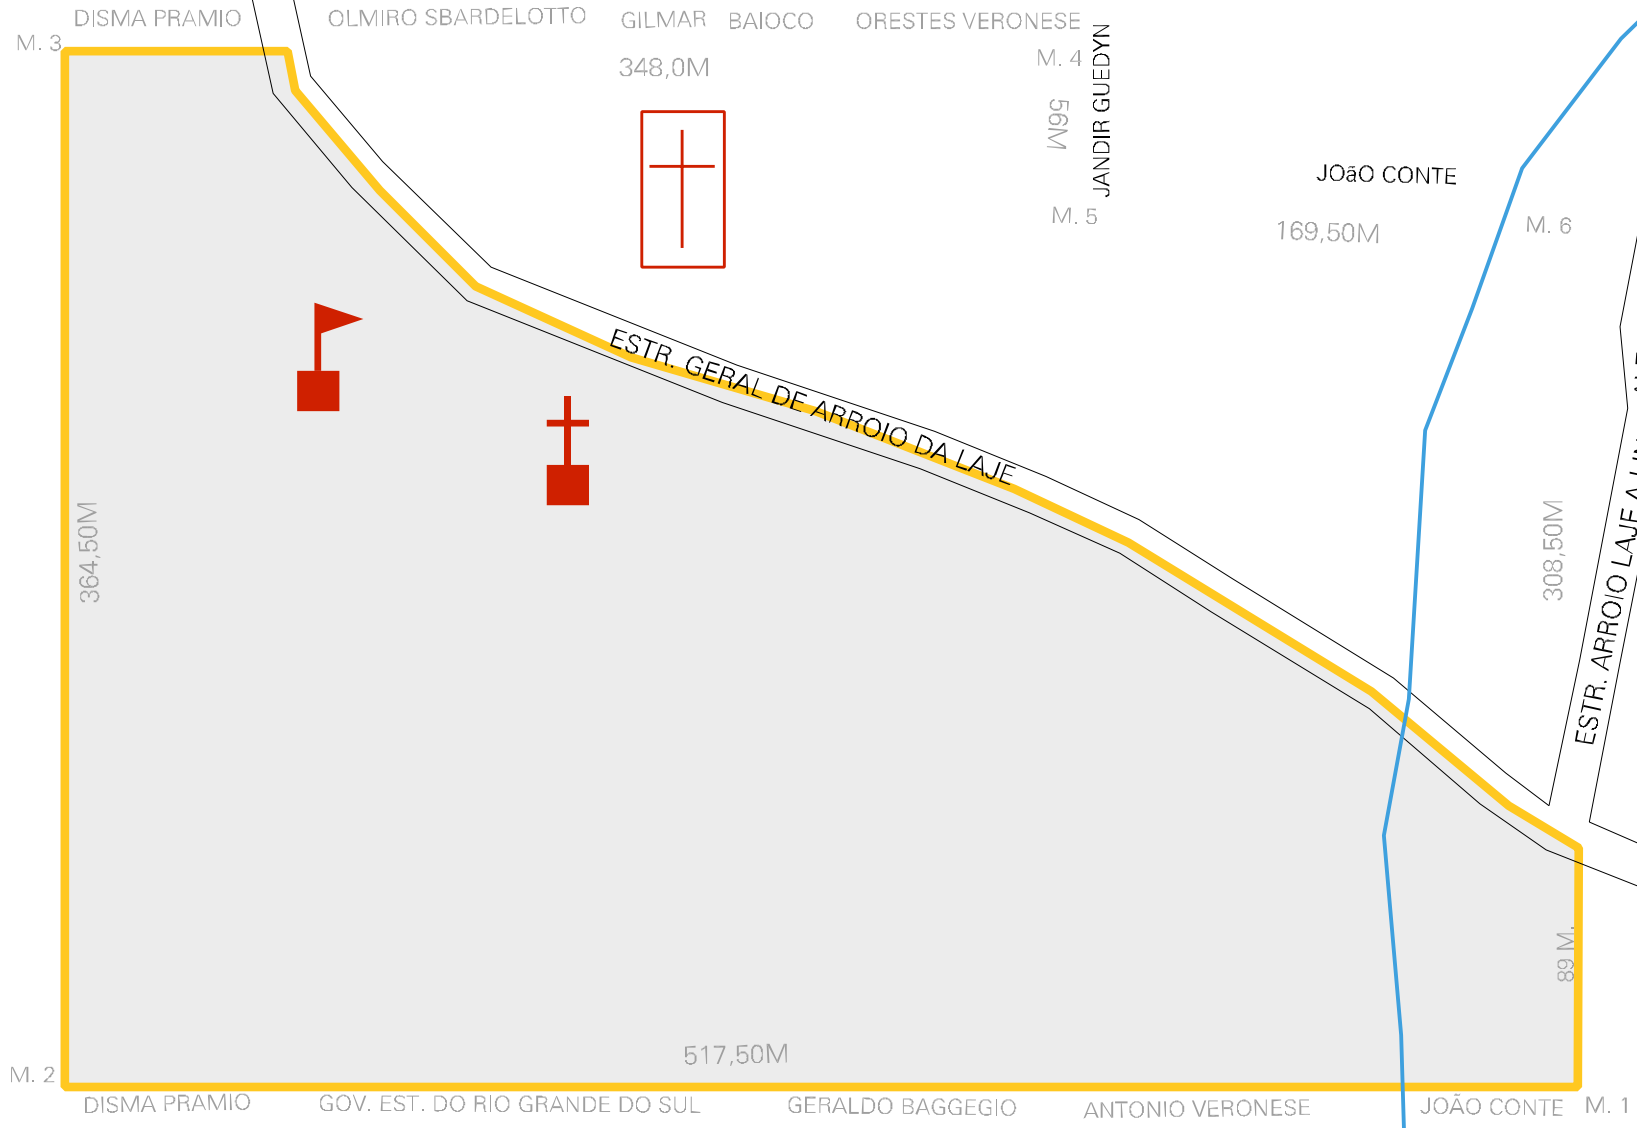 DISMA PRAMIO
OLMIRO SBARDELOTTO
GILMAR BAIOCO
ORESTES VERONESE
M. 3
348,0M
M. 4
56M
JANDIR GUEDYN
M. 5
JOãO CONTE
169,50M
M. 6
ESTR. GERAL DE ARROIO DA LAJE
364,50M
308,50M
ESTR. ARROIO LAJE A
89 M.
517,50M
M. 2
DISMA PRAMIO
GOV. EST. DO RIO GRANDE DO SUL
GERALDO BAGGEGIO
ANTONIO VERONESE
JOÃO CONTE
M. 1